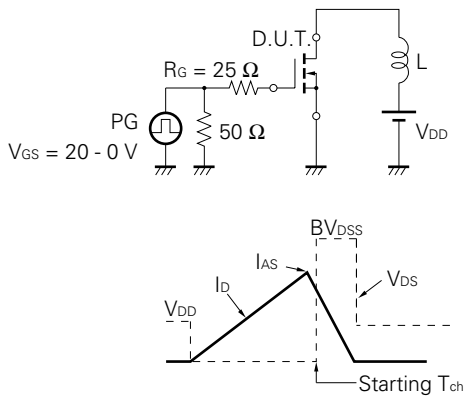 D.U.T.
RG = 25 Ω
L
PG
50 Ω
VDD
VGS = 20 - 0 V
BVDSS
IAS
ID
VDS
VDD
Starting Tch